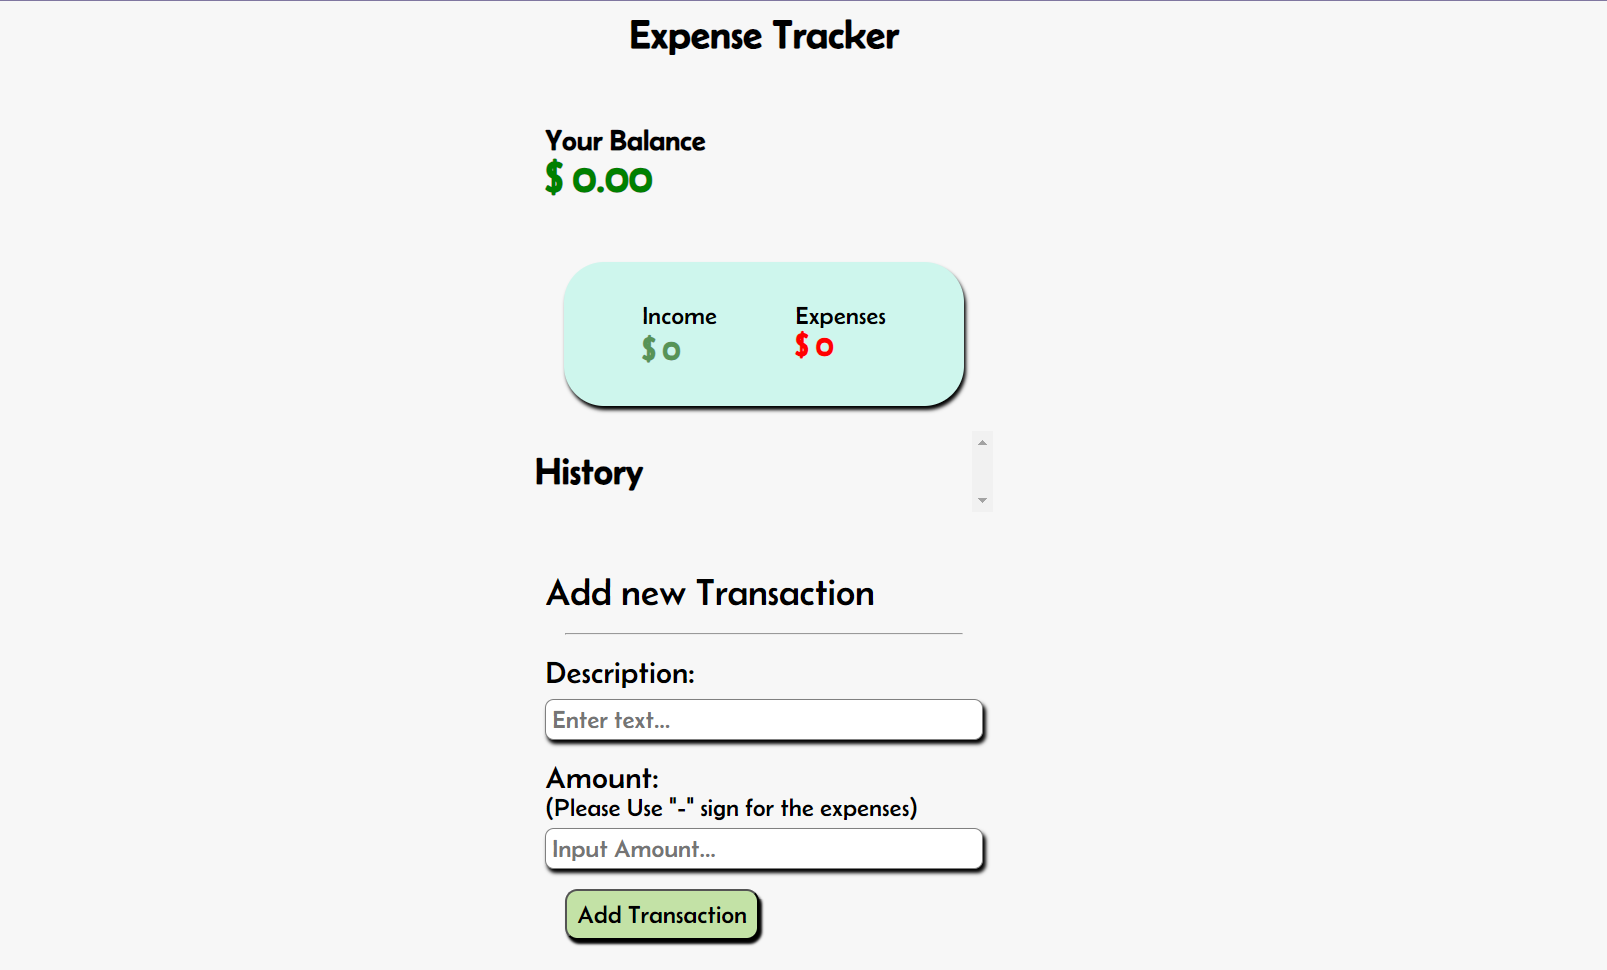 Expense Tracker
Your Balance
$ 0.00
Income Expenses
$ 0 $ 0
History
Add new Transaction
Description:
Enter text...
Amount:
(Please Use "-" sign for the expenses)
Input Amount...
Add Transaction